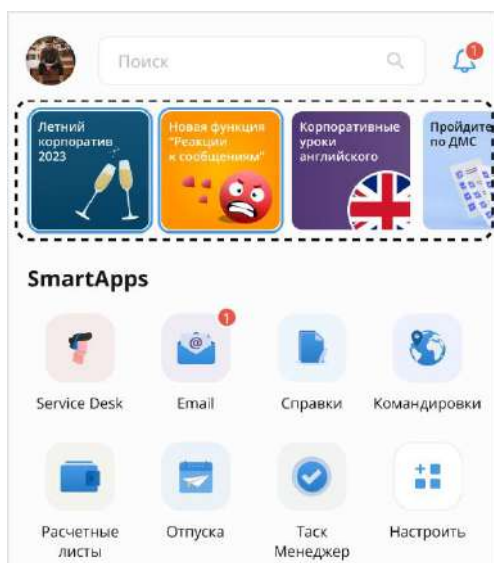 Поиск
1
Летний
корпоратив
2023
Новая функция
"Реакции
к сообщениям"
Корпоративные
уроки
английского
Пройдите
по ДМС
SmartApps
1
@
Service Desk
Email
Справки
Командировки
Расчетные
листы
Отпуска
Таск
Менеджер
Настроить